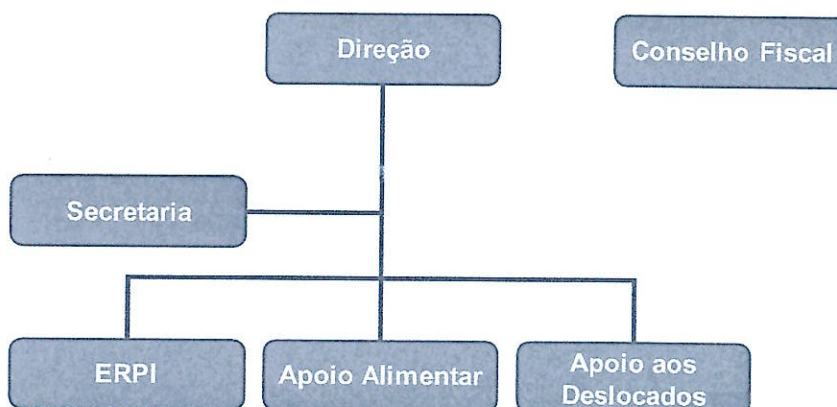 Direção
Conselho Fiscal
Secretaria
ERPI
Apoio Alimentar
Apoio aos
Deslocados